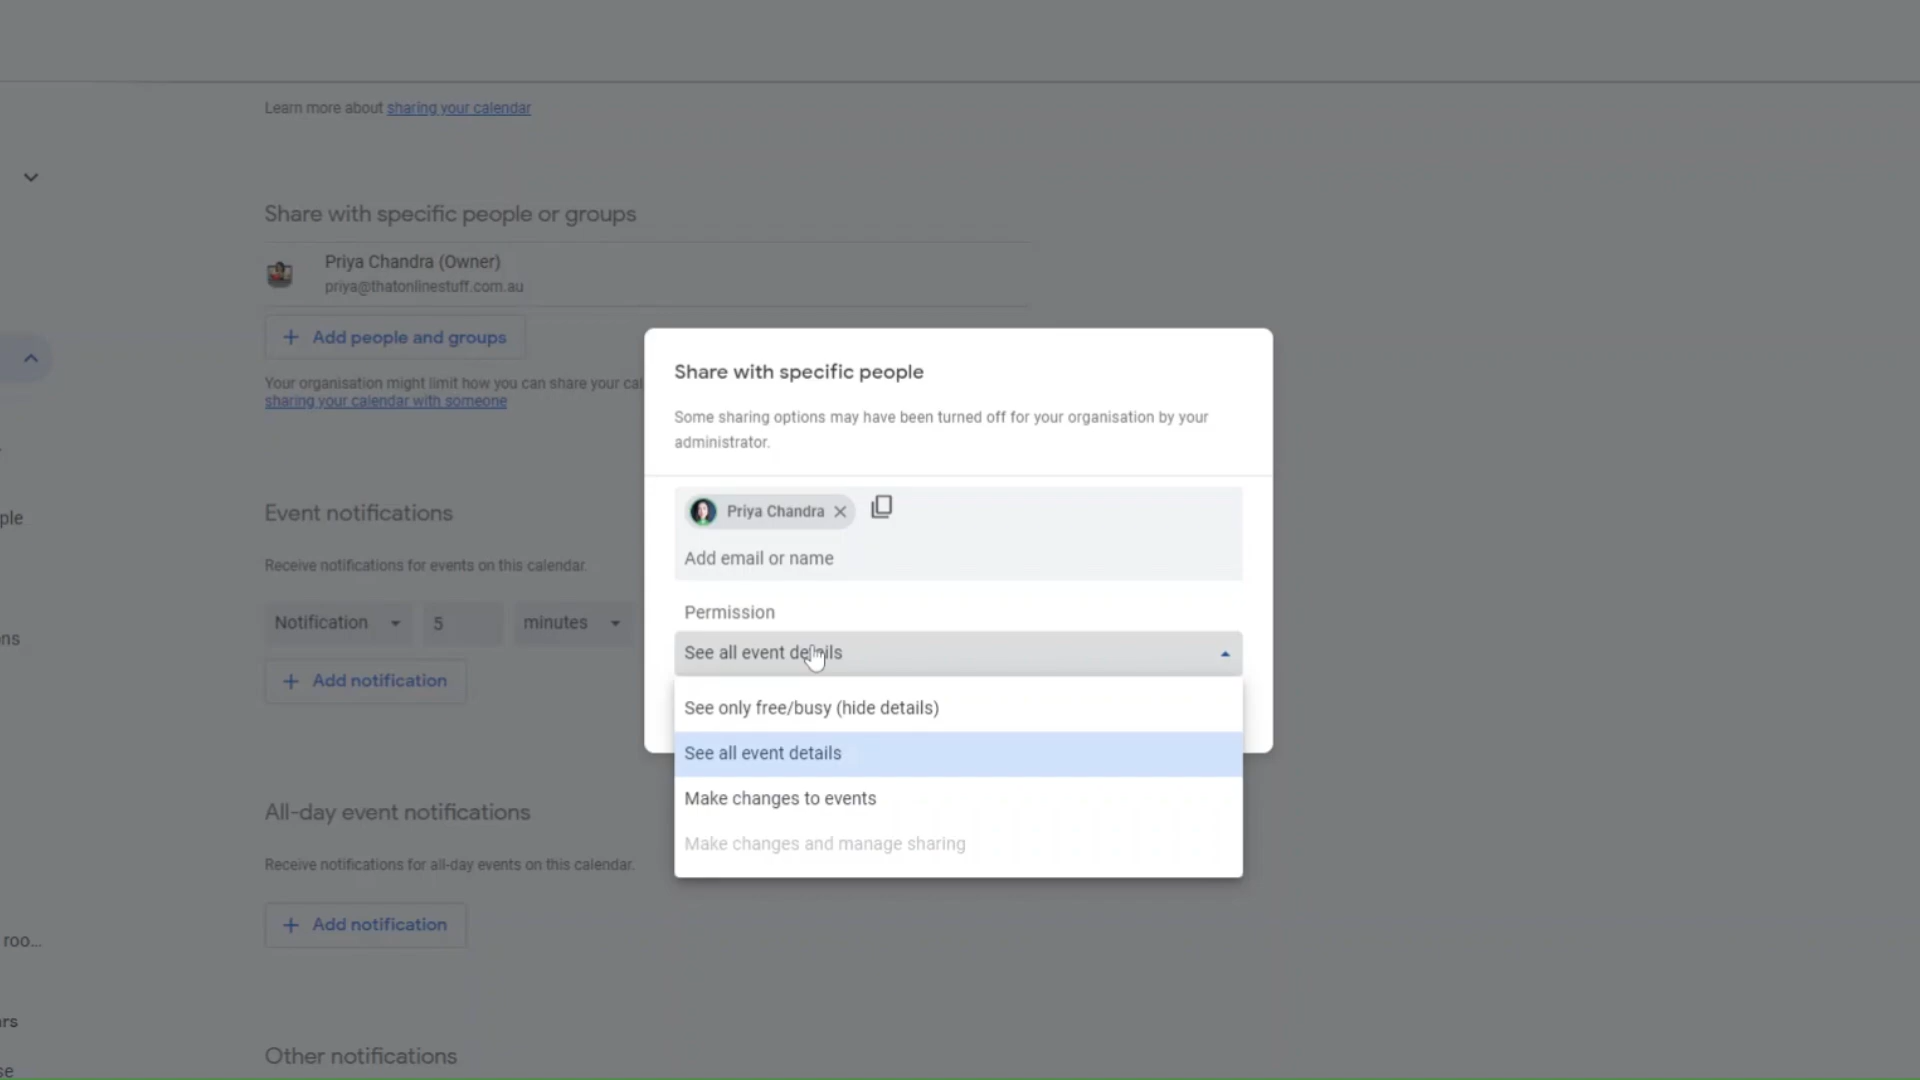 Learn more about sharing your calendar
Share with specific people or groups
Priya Chandra (Owner)
priya@thatonlinestuff.com.au
Add people and groups
Your organisation might limit how you can share your cal
sharing your calendar with someone
ple
Event notifications
Receive notifications for events on this calendar.
Notification 5 minutes
ns
Add notification
All-day event notifications
Receive notifications for all-day events on this calendar.
Add notification
roo...
rs
Other notifications
se
Share with specific people
Some sharing options may have been turned off for your organisation by your
administrator.
Priya Chandra
Add email or name
Permission
See all event details
See only free/busy (hide details)
See all event details
Make changes to events
Make changes and manage sharing